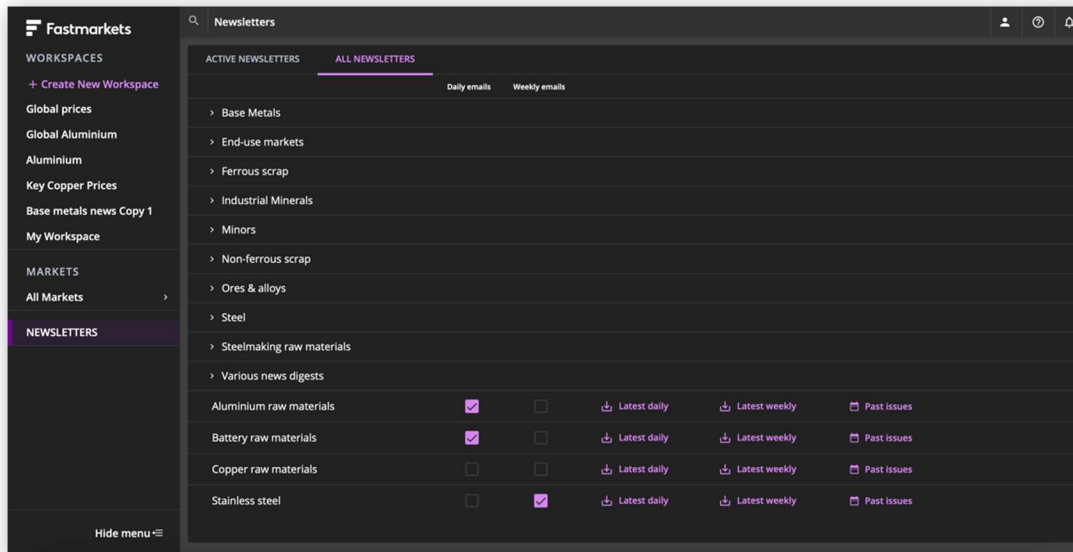 Fastmarkets
Newsletters
WORKSPACES
+ Create New Workspace
Global prices
Global Aluminium
Aluminium
Key Copper Prices
Base metals news Copy 1
My Workspace
MARKETS
All Markets
NEWSLETTERS
Hide menu
ACTIVE NEWSLETTERS ALL NEWSLETTERS
Daily emails Weekly emails
Base Metals
End-use markets
Ferrous scrap
Industrial Minerals
Minors
Non-ferrous scrap
Ores & alloys
Steel
Steelmaking raw materials
Various news digests
Aluminium raw materials Latest daily Latest weekly Past issues
Battery raw materials Latest daily Latest weekly Past issues
Copper raw materials Latest daily Latest weekly Past issues
Stainless steel Latest daily Latest weekly Past issues